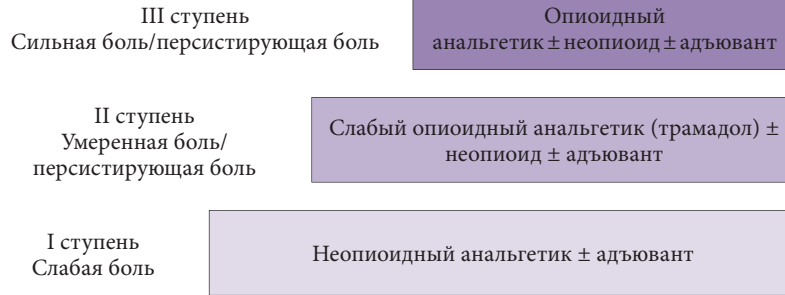 III ступень
Сильная боль/персистирующая боль
Опиоидный
анальгетик ± неопиоид ± адъювант
II ступень
Умеренная боль/
персистирующая боль
Слабый опиоидный анальгетик (трамадол) ±
неопиоид ± адъювант
I ступень
Слабая боль
Неопиоидный анальгетик ± адъювант